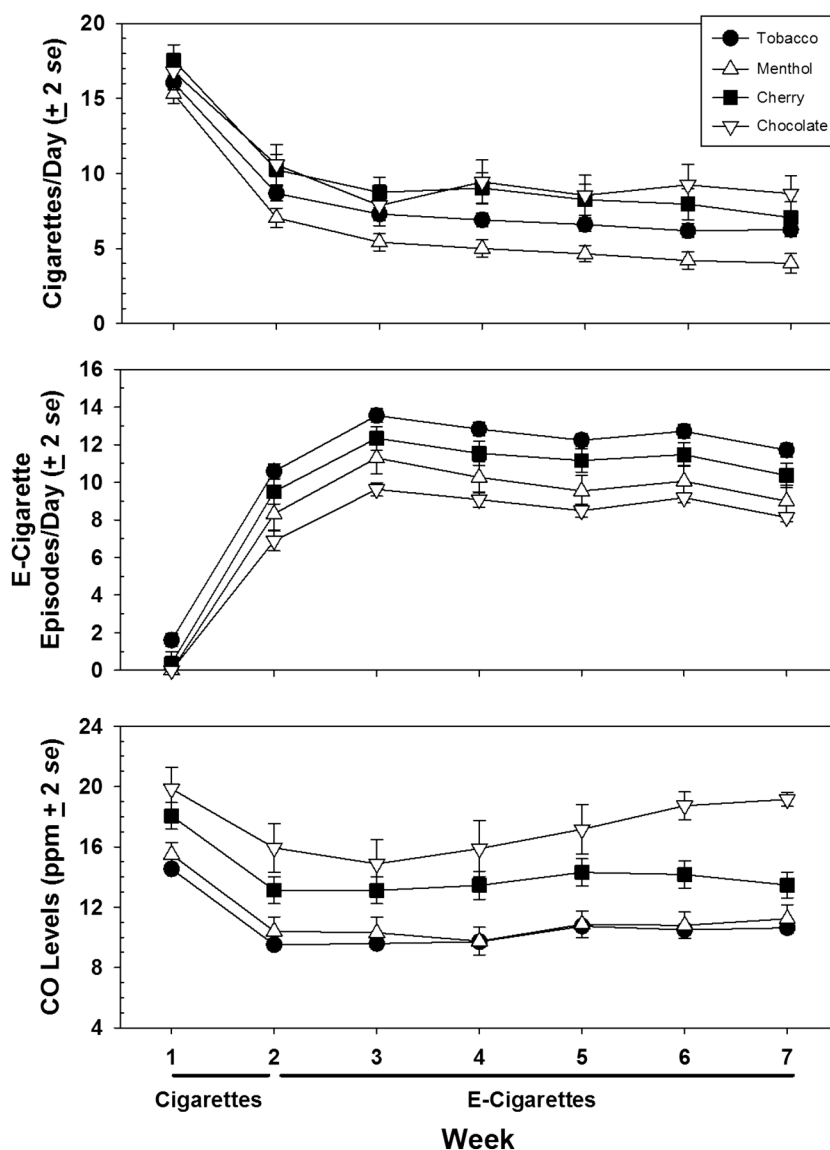 20
15
10
5
0
Cigarettes/Day (± 2 se)
Tobacco
Menthol
Cherry
Chocolate
16
14
12
10
8
6
4
2
0
E-Cigarette
Episodes/Day (± 2 se)
24
20
16
12
8
4
CO Levels (ppm ± 2 se)
1 2 3 4 5 6 7
Cigarettes E-Cigarettes
Week